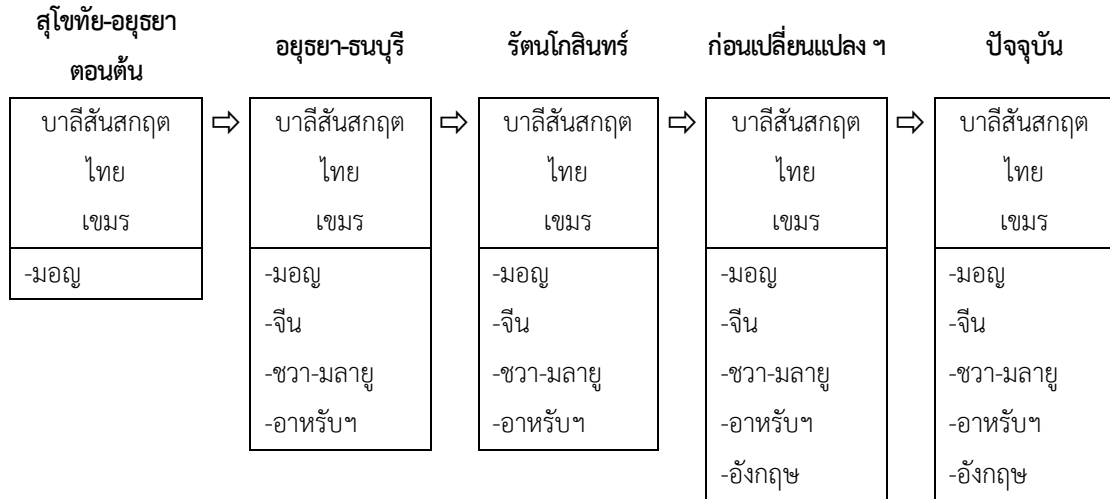 สุโขทัย-อยุธยา
ตอนต้น
อยุธยา-ธนบุรี
รัตนโกสินทร์
ก่อนเปลี่ยนแปลง ฯ
ปัจจุบัน
บาลีสันสกฤต
ไทย
เขมร
-มอญ
⇨
บาลีสันสกฤต
ไทย
เขมร
-มอญ
-จีน
-ชวา-มลายู
-อาหรับฯ
⇨
บาลีสันสกฤต
ไทย
เขมร
-มอญ
-จีน
-ชวา-มลายู
-อาหรับฯ
⇨
บาลีสันสกฤต
ไทย
เขมร
-มอญ
-จีน
-ชวา-มลายู
-อาหรับฯ
-อังกฤษ
⇨
บาลีสันสกฤต
ไทย
เขมร
-มอญ
-จีน
-ชวา-มลายู
-อาหรับฯ
-อังกฤษ